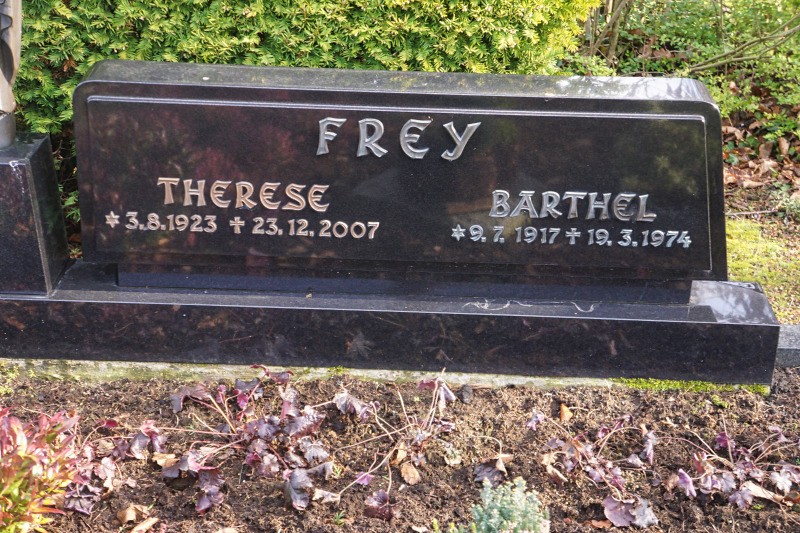 FREY
THERESE
*3.8.1923 ✝ 23.12.2007
BARTHEL
*9.7.1917 ✝ 19.3.1974